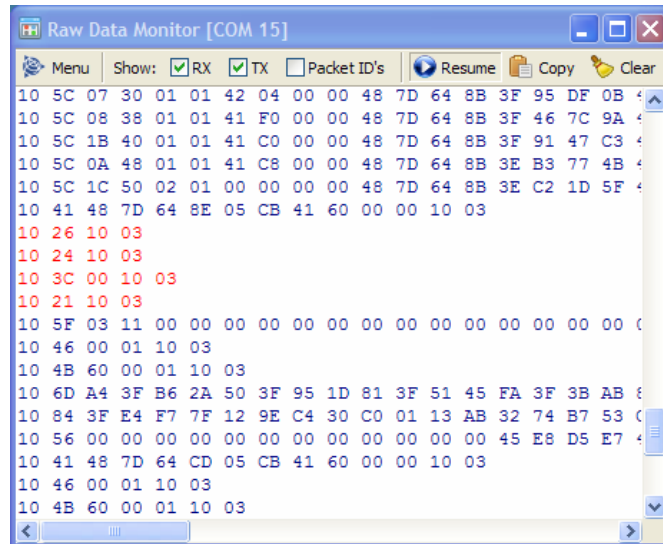 Raw Data Monitor [COM 15]
Menu Show: RX TX Packet ID's Resume Copy Clear
10 5C 07 30 01 01 42 04 00 00 48 7D 64 8B 3F 95 DF 0B
10 5C 08 38 01 01 41 F0 00 00 48 7D 64 8B 3F 46 7C 9A
10 5C 1B 40 01 01 41 C0 00 00 48 7D 64 8B 3F 91 47 C3
10 5C 0A 48 01 01 41 C8 00 00 48 7D 64 8B 3E B3 77 4B
10 5C 1C 50 02 01 00 00 00 00 48 7D 64 8B 3E C2 1D 5F
10 41 48 7D 64 8E 05 CB 41 60 00 00 10 03
10 26 10 03
10 24 10 03
10 3C 00 10 03
10 21 10 03
10 5F 03 11 00 00 00 00 00 00 00 00 00 00 00 00 00
10 46 00 01 10 03
10 4B 60 00 01 10 03
10 6D A4 3F B6 2A 50 3F 95 1D 81 3F 51 45 FA 3F 3B AB
10 84 3F E4 F7 7F 12 9E C4 30 C0 01 13 AB 32 74 B7 53
10 56 00 00 00 00 00 00 00 00 00 00 00 00 45 E8 D5 E7
10 41 48 7D 64 CD 05 CB 41 60 00 00 10 03
10 46 00 01 10 03
10 4B 60 00 01 10 03